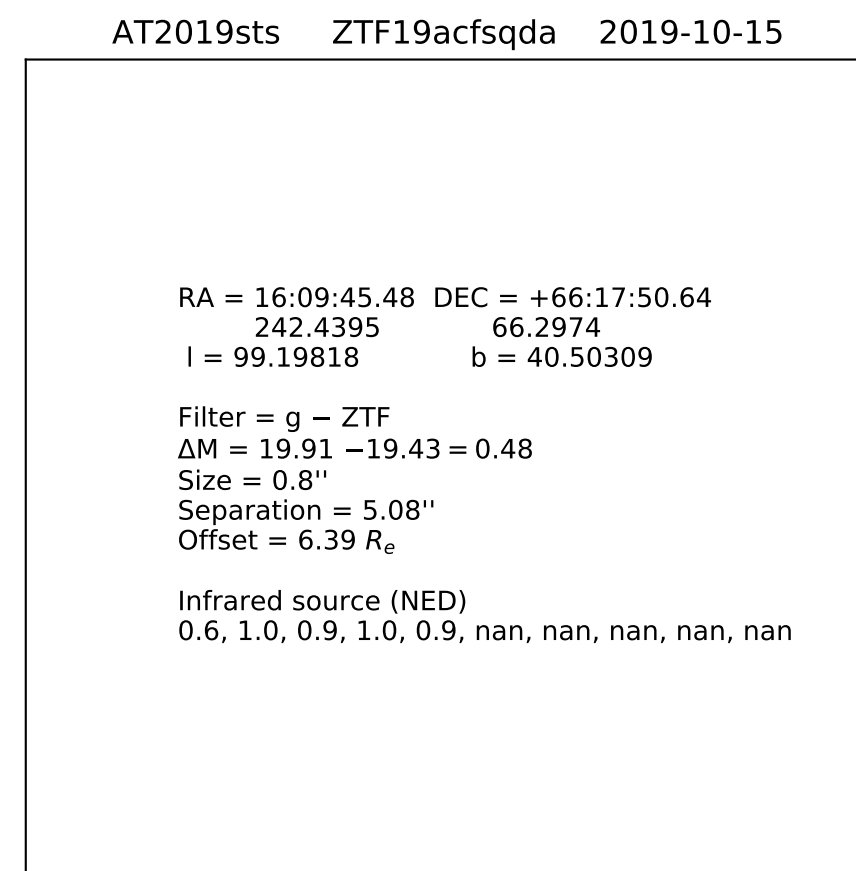 AT2019sts ZTF19acfsqda 2019-10-15
RA = 16:09:45.48 DEC = +66:17:50.64
242.4395 66.2974
l = 99.19818 b = 40.50309
Filter = g − ZTF
ΔM = 19.91 −19.43 = 0.48
Size = 0.8''
Separation = 5.08''
Offset = 6.39 Re
Infrared source (NED)
0.6, 1.0, 0.9, 1.0, 0.9, nan, nan, nan, nan, nan